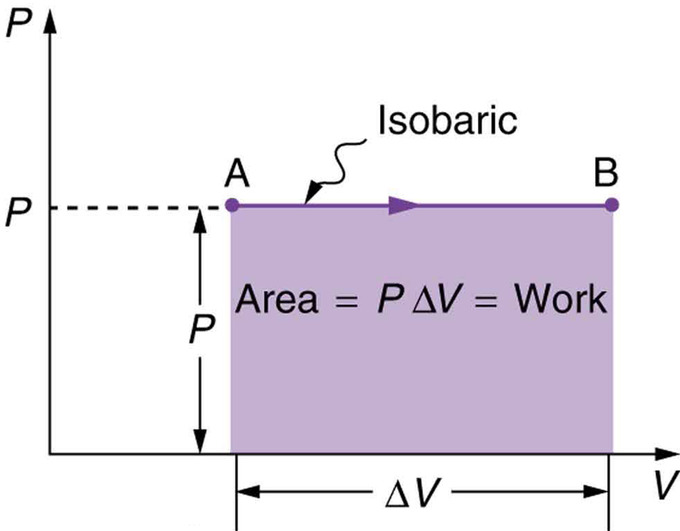 P
Isobaric
A
B
P
Area = P ΔV = Work
P
V
ΔV